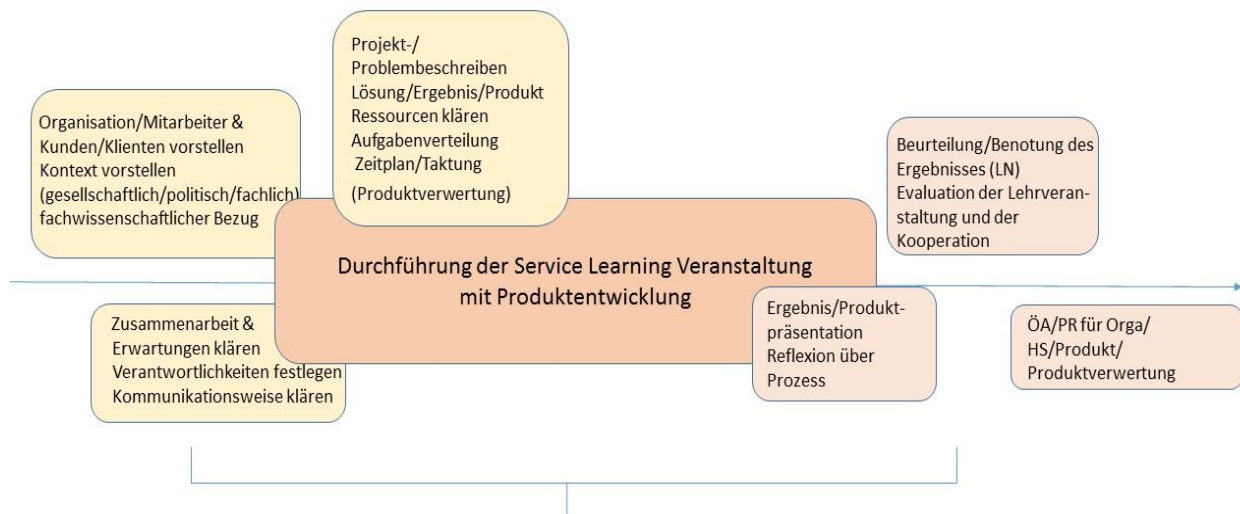 Projekt-/
Problembeschreiben
Lösung/Ergebnis/Produkt
Ressourcen klären
Aufgabenverteilung
Zeitplan/Taktung
(Produktverwertung)
Organisation/Mitarbeiter &
Kunden/Klienten vorstellen
Kontext vorstellen
(gesellschaftlich/politisch/fachlich)
fachwissenschaftlicher Bezug
Beurteilung/Benotung des
Ergebnisses (LN)
Evaluation der Lehrveran-
staltung und der
Kooperation
Durchführung der Service Learning Veranstaltung
mit Produktentwicklung
Zusammenarbeit &
Erwartungen klären
Verantwortlichkeiten festlegen
Kommunikationsweise klären
Ergebnis/Produkt-
präsentation
Reflexion über
Prozess
ÖA/PR für Orga/
HS/Produkt/
Produktverwertung